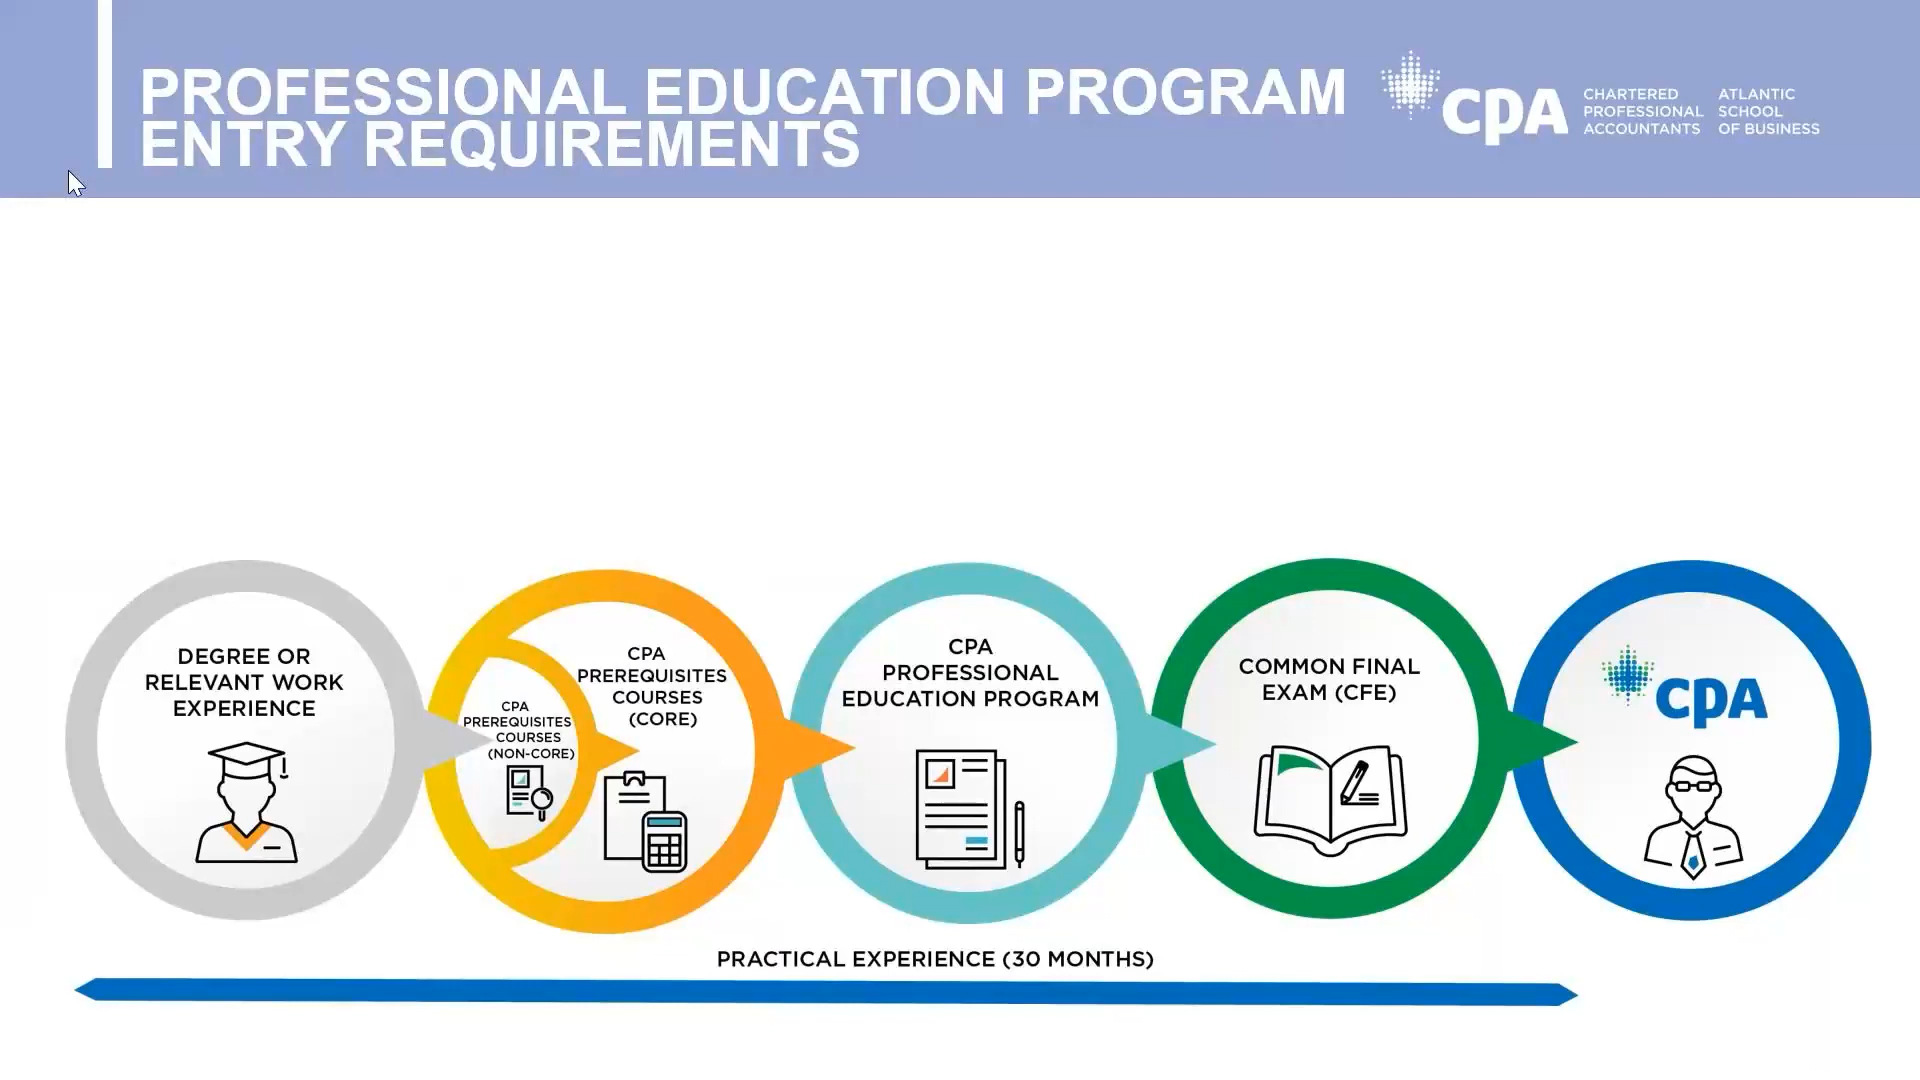 PROFESSIONAL EDUCATION PROGRAM
ENTRY REQUIREMENTS
cpa
CHARTERED
PROFESSIONAL
ACCOUNTANTS
ATLANTIC
SCHOOL
OF BUSINESS
DEGREE OR
RELEVANT WORK
EXPERIENCE
CPA
PREREQUISITES
COURSES
(NON-CORE)
CPA
PREREQUISITES
COURSES
(CORE)
CPA
PROFESSIONAL
EDUCATION PROGRAM
COMMON FINAL
EXAM (CFE)
cpa
PRACTICAL EXPERIENCE (30 MONTHS)